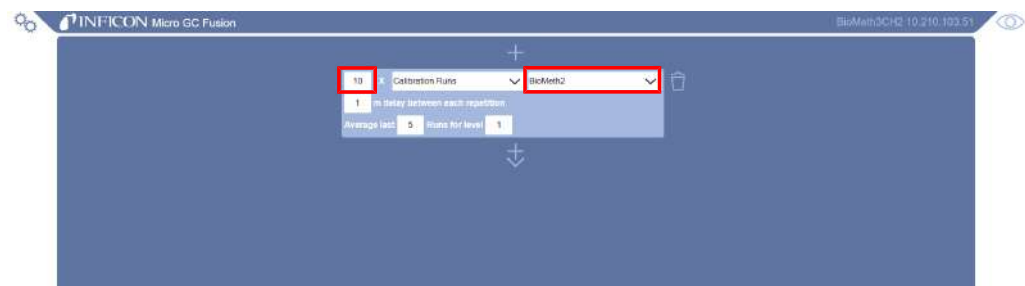 INFICON Micro GC Fusion
BioMeth3CH2 10.210.103.51
10 X Calibration Runs BioMeth2
1 m delay between each repetition
Average last 5 Runs for level 1